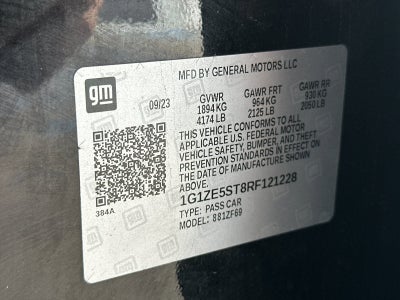 gm
MFD BY GENERAL MOTORS LLC
09/23
GVWR GAWR FRT GAWR RR
1894 KG 964 KG 930 KG
4174 LB 2125 LB 2050 LB
THIS VEHICLE CONFORMS TO ALL
APPLICABLE U.S. FEDERAL MOTOR
VEHICLE SAFETY, BUMPER, AND THEFT
PREVENTION STANDARDS IN EFFECT ON
THE DATE OF MANUFACTURE SHOWN ABOVE.
1G1ZE5ST8RF121228
TYPE: PASS CAR
MODEL: 881ZF69
384A